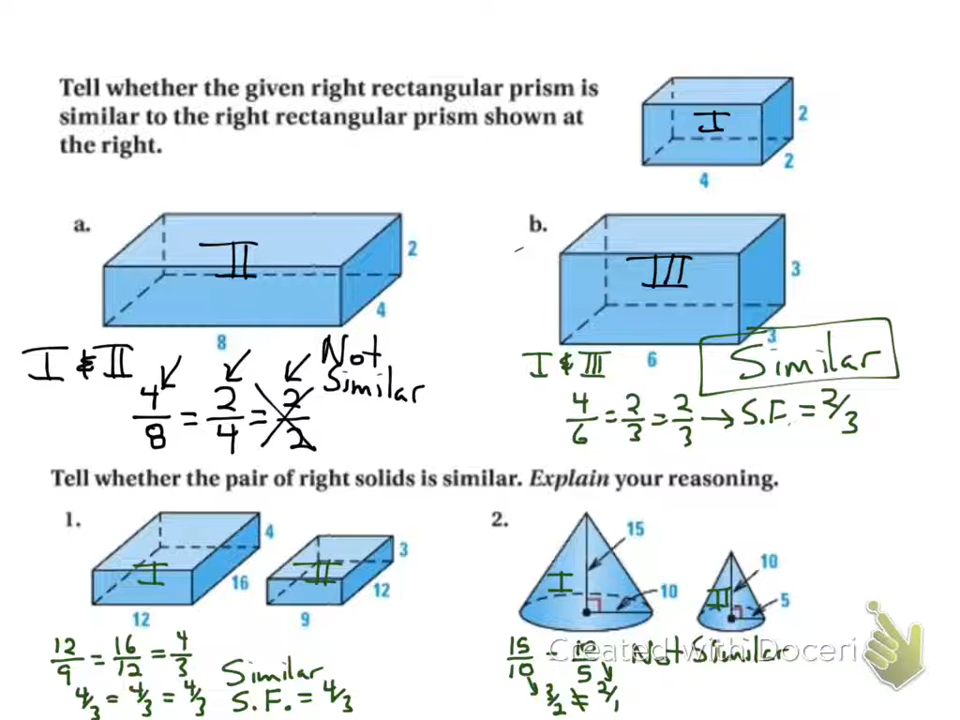 Tell whether the given right rectangular prism is
similar to the right rectangular prism shown at
the right.
I
2
2
4
a.
II
2
4
8
b.
III
3
3
6
I & II
4/8 = 2/4 = 2/2
Not
Similar
I & III
Similar
4/6 = 2/3 = 2/3 → S.F. = 2/3
Tell whether the pair of right solids is similar. Explain your reasoning.
1.
I
4
16
12
II
3
12
9
12/9 = 16/12 = 4/3
4/3 = 4/3 = 4/3
Similar
S.F. = 4/3
2.
I
15
10
II
10
5
15/10 = 10/5 Not Similar
3/2 ≠ 2/1
Created with Doceri